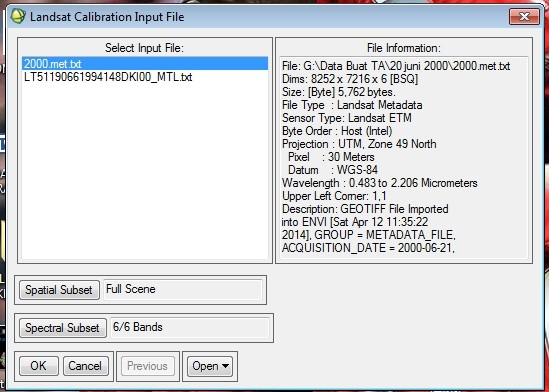 Landsat Calibration Input File
Select Input File:
2000.met.txt
LT51190661994148DKI00_MTL.txt
File Information:
File: G:\Data Buat TA\20 juni 2000\2000.met.txt
Dims: 8252 x 7216 x 6 [BSQ]
Size: [Byte] 5,762 bytes.
File Type : Landsat Metadata
Sensor Type: Landsat ETM
Byte Order : Host (Intel)
Projection : UTM, Zone 49 North
Pixel : 30 Meters
Datum : WGS-84
Wavelength : 0.483 to 2.206 Micrometers
Upper Left Corner: 1,1
Description: GEOTIFF File Imported
into ENVI [Sat Apr 12 11:35:22
2014], GROUP = METADATA_FILE,
ACQUISITION_DATE = 2000-06-21,
Spatial Subset Full Scene
Spectral Subset 6/6 Bands
OK Cancel Previous Open